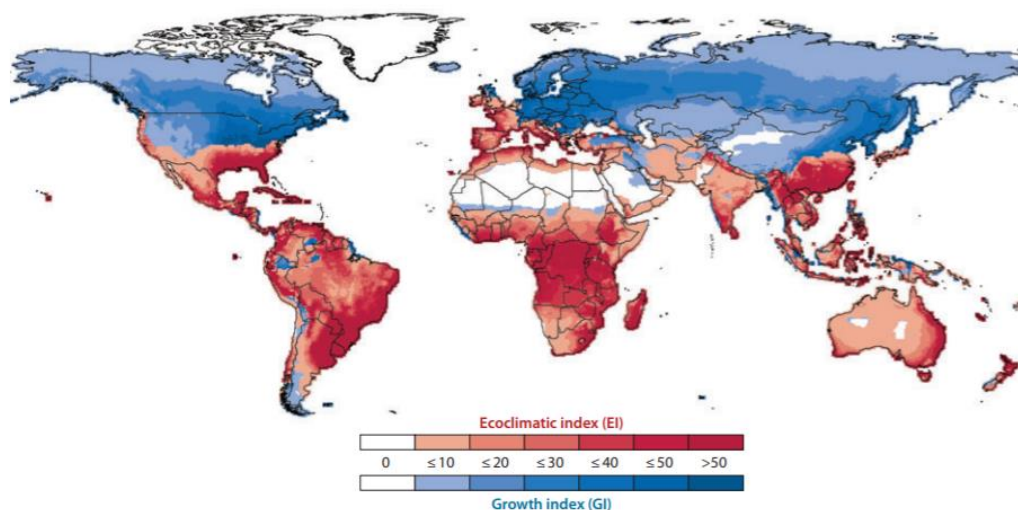 Ecoclimatic index (EI)
0 ≤10 ≤20 ≤30 ≤40 ≤50 >50
Growth index (GI)